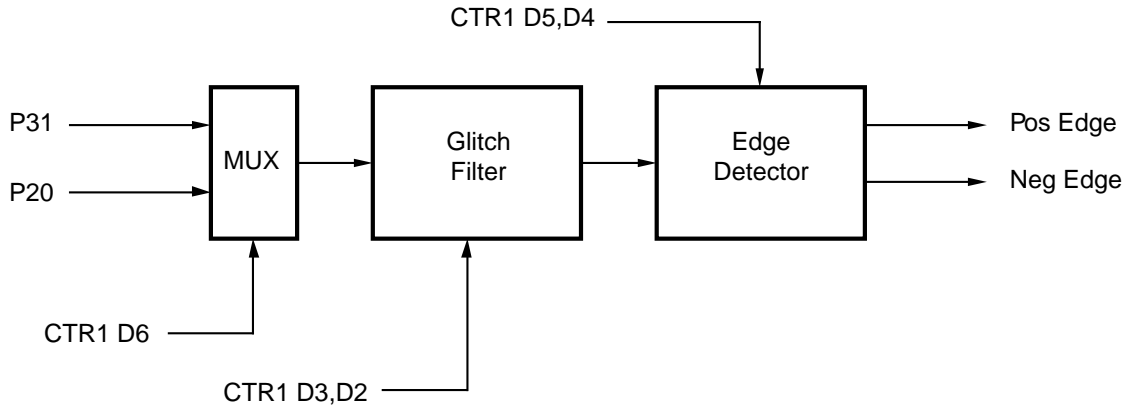 CTR1 D5,D4
P31
P20
MUX
Glitch
Filter
Edge
Detector
Pos Edge
Neg Edge
CTR1 D6
CTR1 D3,D2